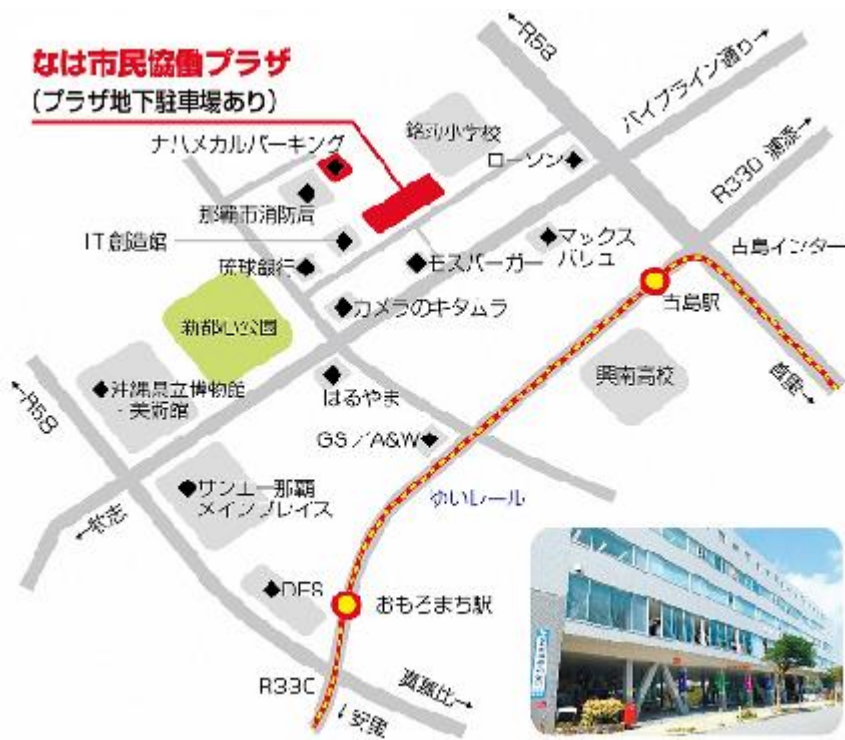 なは市民協働プラザ
(プラザ地下駐車場あり)
ナハメカルパーキング
銘苅小学校
ローソン
←R58
パイプライン通り→
R330 浦添→
那覇市消防局
IT創造館
琉球銀行
モスバーガー
マックス
バリュ
古島インター
古島駅
カメラのキタムラ
新都心公園
興南高校
首里→
沖縄県立博物館
・美術館
はるやま
GS/A&W
←R58
サンエー那覇
メインプレイス
ゆいレール
←牧志
DFS
おもろまち駅
R330
真嘉比→
↓安里